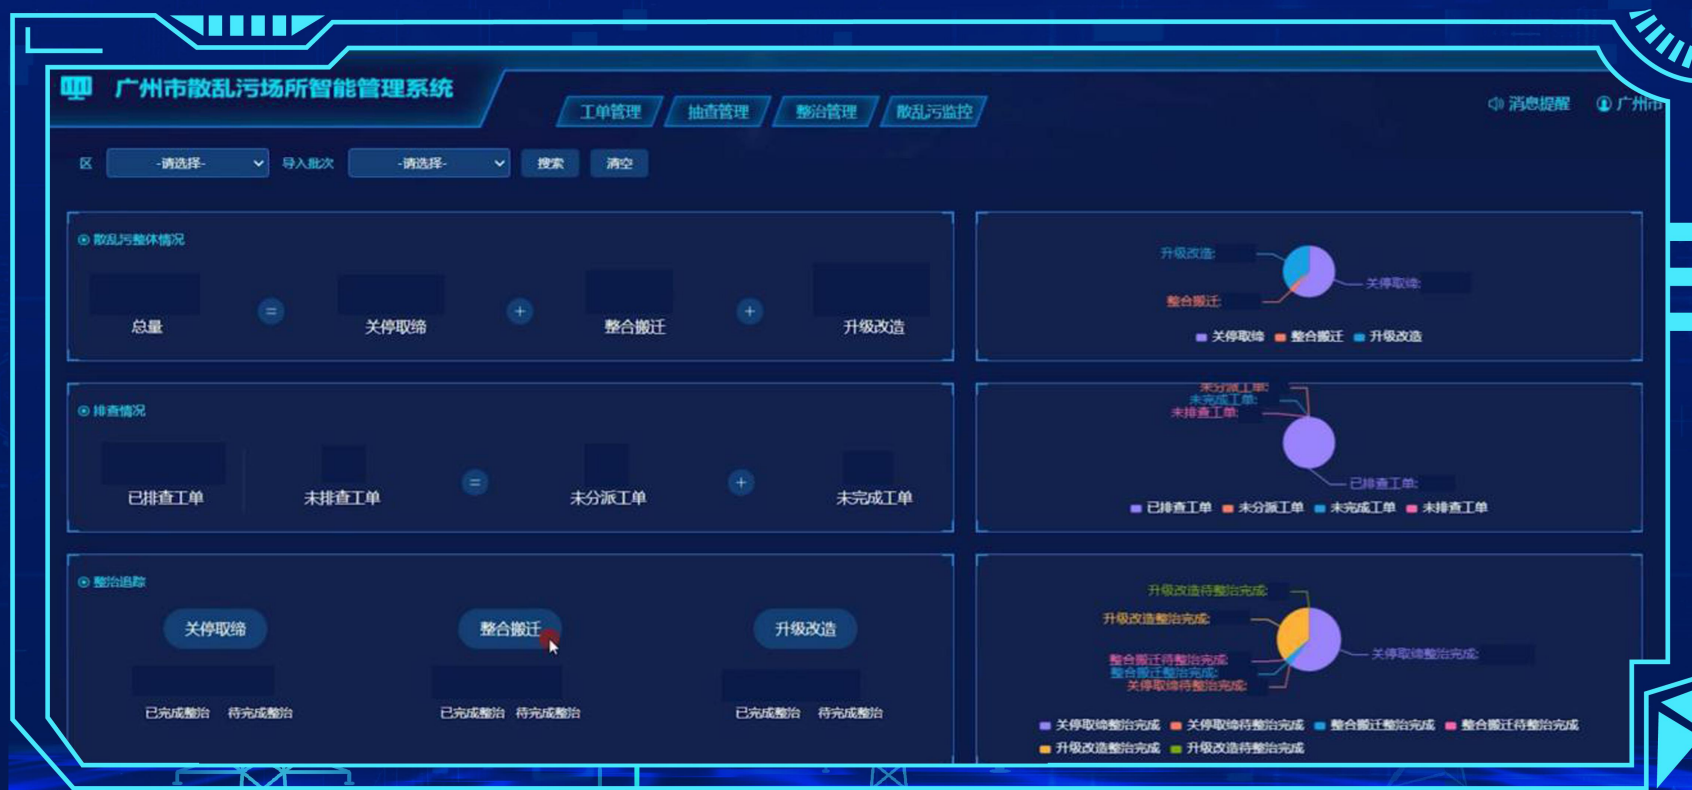 广州市散乱污场所智能管理系统
工单管理 抽查管理 整治管理 散乱污监控
消息提醒 广州市
区 -请选择- 导入批次 -请选择- 搜索 清空
散乱污整体情况
总量 = 关停取缔 + 整合搬迁 + 升级改造
升级改造:
关停取缔:
整合搬迁:
关停取缔 整合搬迁 升级改造
排查情况
已排查工单 未排查工单 = 未分派工单 + 未完成工单
未分派工单:
未完成工单:
未排查工单:
已排查工单:
已排查工单 未分派工单 未完成工单 未排查工单
整治追踪
关停取缔 整合搬迁 升级改造
已完成整治 待完成整治 已完成整治 待完成整治 已完成整治 待完成整治
升级改造待整治完成:
升级改造整治完成:
关停取缔整治完成:
整合搬迁待整治完成:
整合搬迁整治完成:
关停取缔待整治完成:
关停取缔整治完成 关停取缔待整治完成 整合搬迁整治完成 整合搬迁待整治完成
升级改造整治完成 升级改造待整治完成